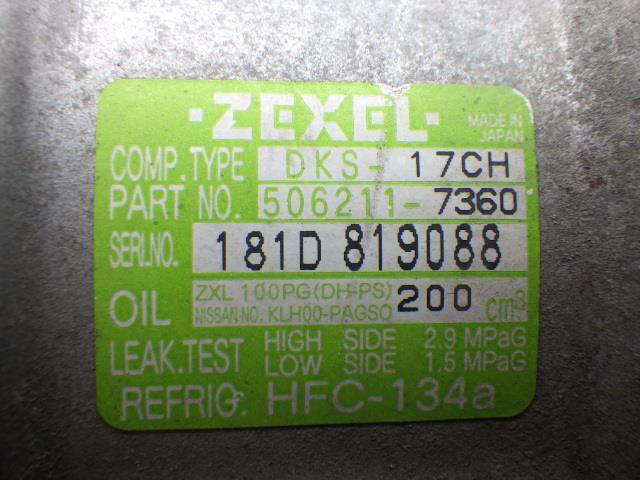 ·ZEXEL·
MADE IN
JAPAN
COMP.TYPE DKS-17CH
PART NO. 506211-7360
SERI.NO. 181D 819088
OIL ZXL 100PG(DH-PS) 200 cm³
NISSAN NO. KLH00-PAGSO
LEAK.TEST HIGH SIDE 2.9 MPaG
LOW SIDE 1.5 MPaG
REFRIG. HFC-134a